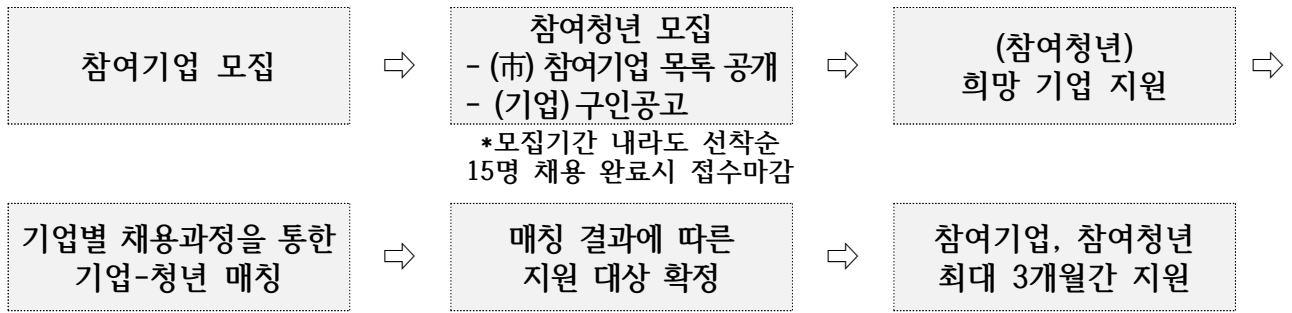 참여기업 모집
⇨
참여청년 모집
- (市) 참여기업 목록 공개
- (기업) 구인공고
*모집기간 내라도 선착순
15명 채용 완료시 접수마감
⇨
(참여청년)
희망 기업 지원
⇨
기업별 채용과정을 통한
기업-청년 매칭
⇨
매칭 결과에 따른
지원 대상 확정
⇨
참여기업, 참여청년
최대 3개월간 지원